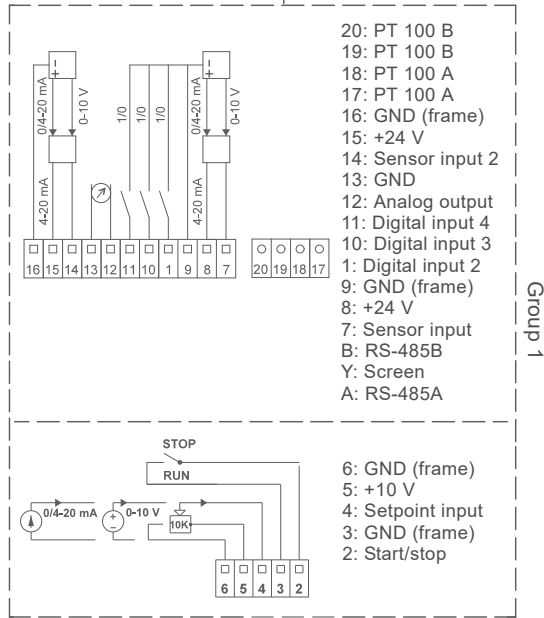 0/4-20 mA
0-10 V
1/0
1/0
1/0
0/4-20 mA
0-10 V
4-20 mA
4-20 mA
16 15 14 13 12 11 10 1 9 8 7
20 19 18 17
20: PT 100 B
19: PT 100 B
18: PT 100 A
17: PT 100 A
16: GND (frame)
15: +24 V
14: Sensor input 2
13: GND
12: Analog output
11: Digital input 4
10: Digital input 3
1: Digital input 2
9: GND (frame)
8: +24 V
7: Sensor input
B: RS-485B
Y: Screen
A: RS-485A
Group 1
STOP
RUN
0/4-20 mA
0-10 V
10K
6 5 4 3 2
6: GND (frame)
5: +10 V
4: Setpoint input
3: GND (frame)
2: Start/stop